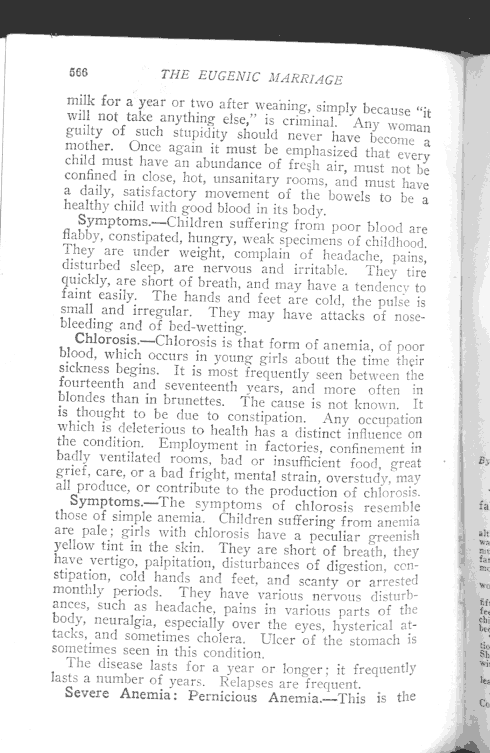 566 THE EUGENIC MARRIAGE
milk for a year or two after weaning, simply because "it
will not take anything else," is criminal. Any woman
guilty of such stupidity should never have become a
mother. Once again it must be emphasized that every
child must have an abundance of fresh air, must not be
confined in close, hot, unsanitary rooms, and must have
a daily, satisfactory movement of the bowels to be a
healthy child with good blood in its body.
Symptoms.—Children suffering from poor blood are
flabby, constipated, hungry, weak specimens of childhood.
They are under weight, complain of headache, pains,
disturbed sleep, are nervous and irritable. They tire
quickly, are short of breath, and may have a tendency to
faint easily. The hands and feet are cold, the pulse is
small and irregular. They may have attacks of nose-
bleeding and of bed-wetting.
Chlorosis.—Chlorosis is that form of anemia, of poor
blood, which occurs in young girls about the time their
sickness begins. It is most frequently seen between the
fourteenth and seventeenth years, and more often in
blondes than in brunettes. The cause is not known. It
is thought to be due to constipation. Any occupation
which is deleterious to health has a distinct influence on
the condition. Employment in factories, confinement in
badly ventilated rooms, bad or insufficient food, great
grief, care, or a bad fright, mental strain, overstudy, may
all produce, or contribute to the production of chlorosis.
Symptoms.—The symptoms of chlorosis resemble
those of simple anemia. Children suffering from anemia
are pale; girls with chlorosis have a peculiar greenish
yellow tint in the skin. They are short of breath, they
have vertigo, palpitation, disturbances of digestion, con-
stipation, cold hands and feet, and scanty or arrested
monthly periods. They have various nervous disturb-
ances, such as headache, pains in various parts of the
body, neuralgia, especially over the eyes, hysterical at-
tacks, and sometimes cholera. Ulcer of the stomach is
sometimes seen in this condition.
The disease lasts for a year or longer; it frequently
lasts a number of years. Relapses are frequent.
Severe Anemia: Pernicious Anemia.—This is the
By